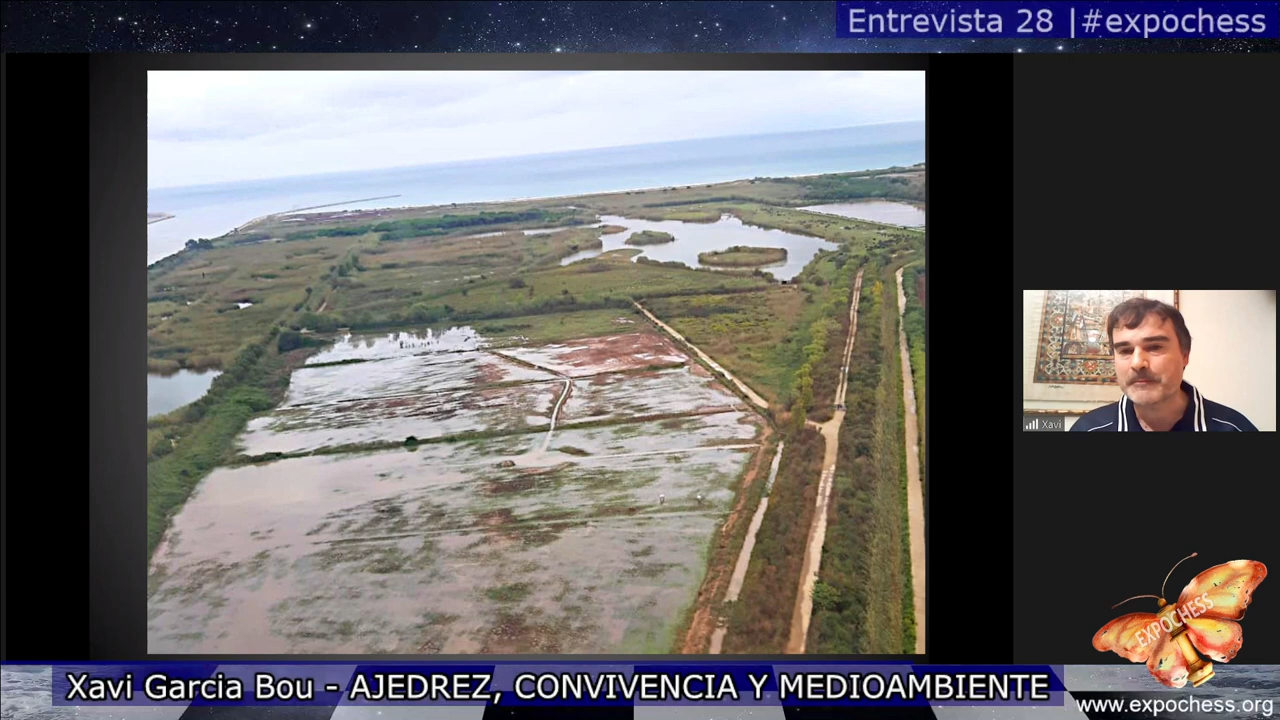 Entrevista 28 |#expochess
Xavi
EXPOCHESS
Xavi Garcia Bou - AJEDREZ, CONVIVENCIA Y MEDIOAMBIENTE
www.expochess.org